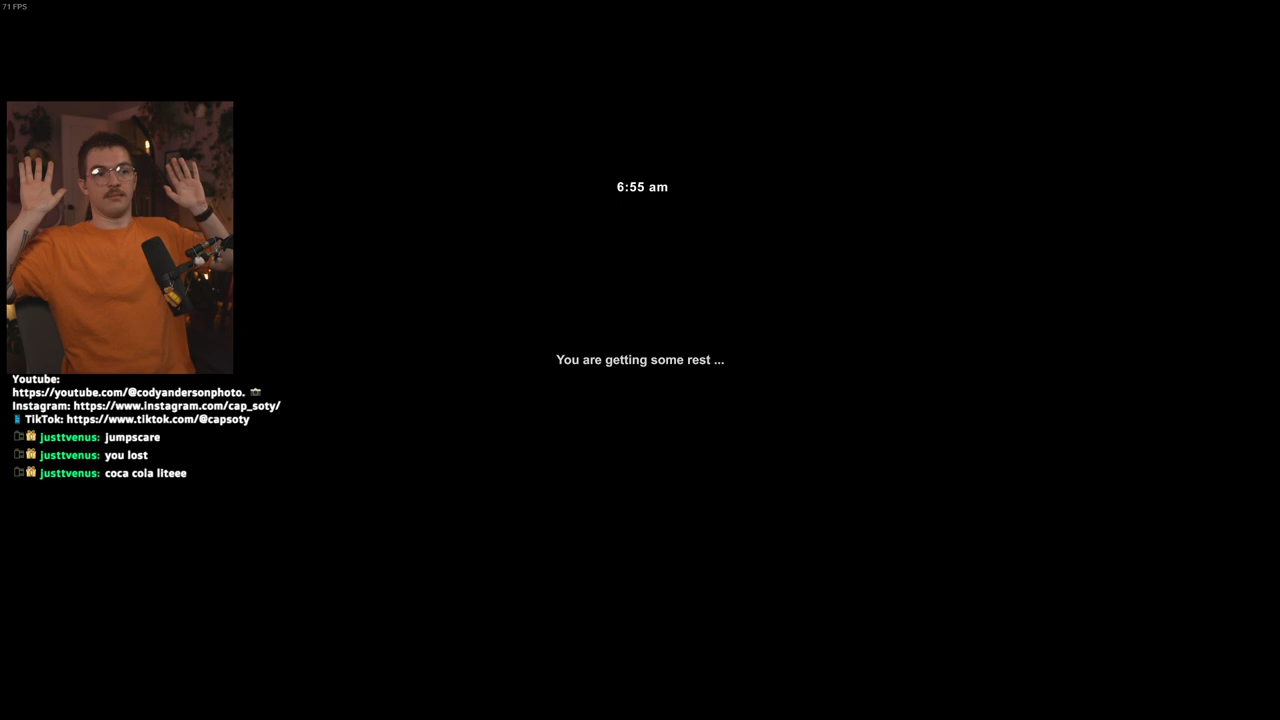 71 FPS
6:55 am
You are getting some rest ...
Youtube:
https://youtube.com/@codyandersonphoto.
Instagram: https://www.instagram.com/cap_soty/
TikTok: https://www.tiktok.com/@capsoty
justtvenus: jumpscare
justtvenus: you lost
justtvenus: coca cola liteee